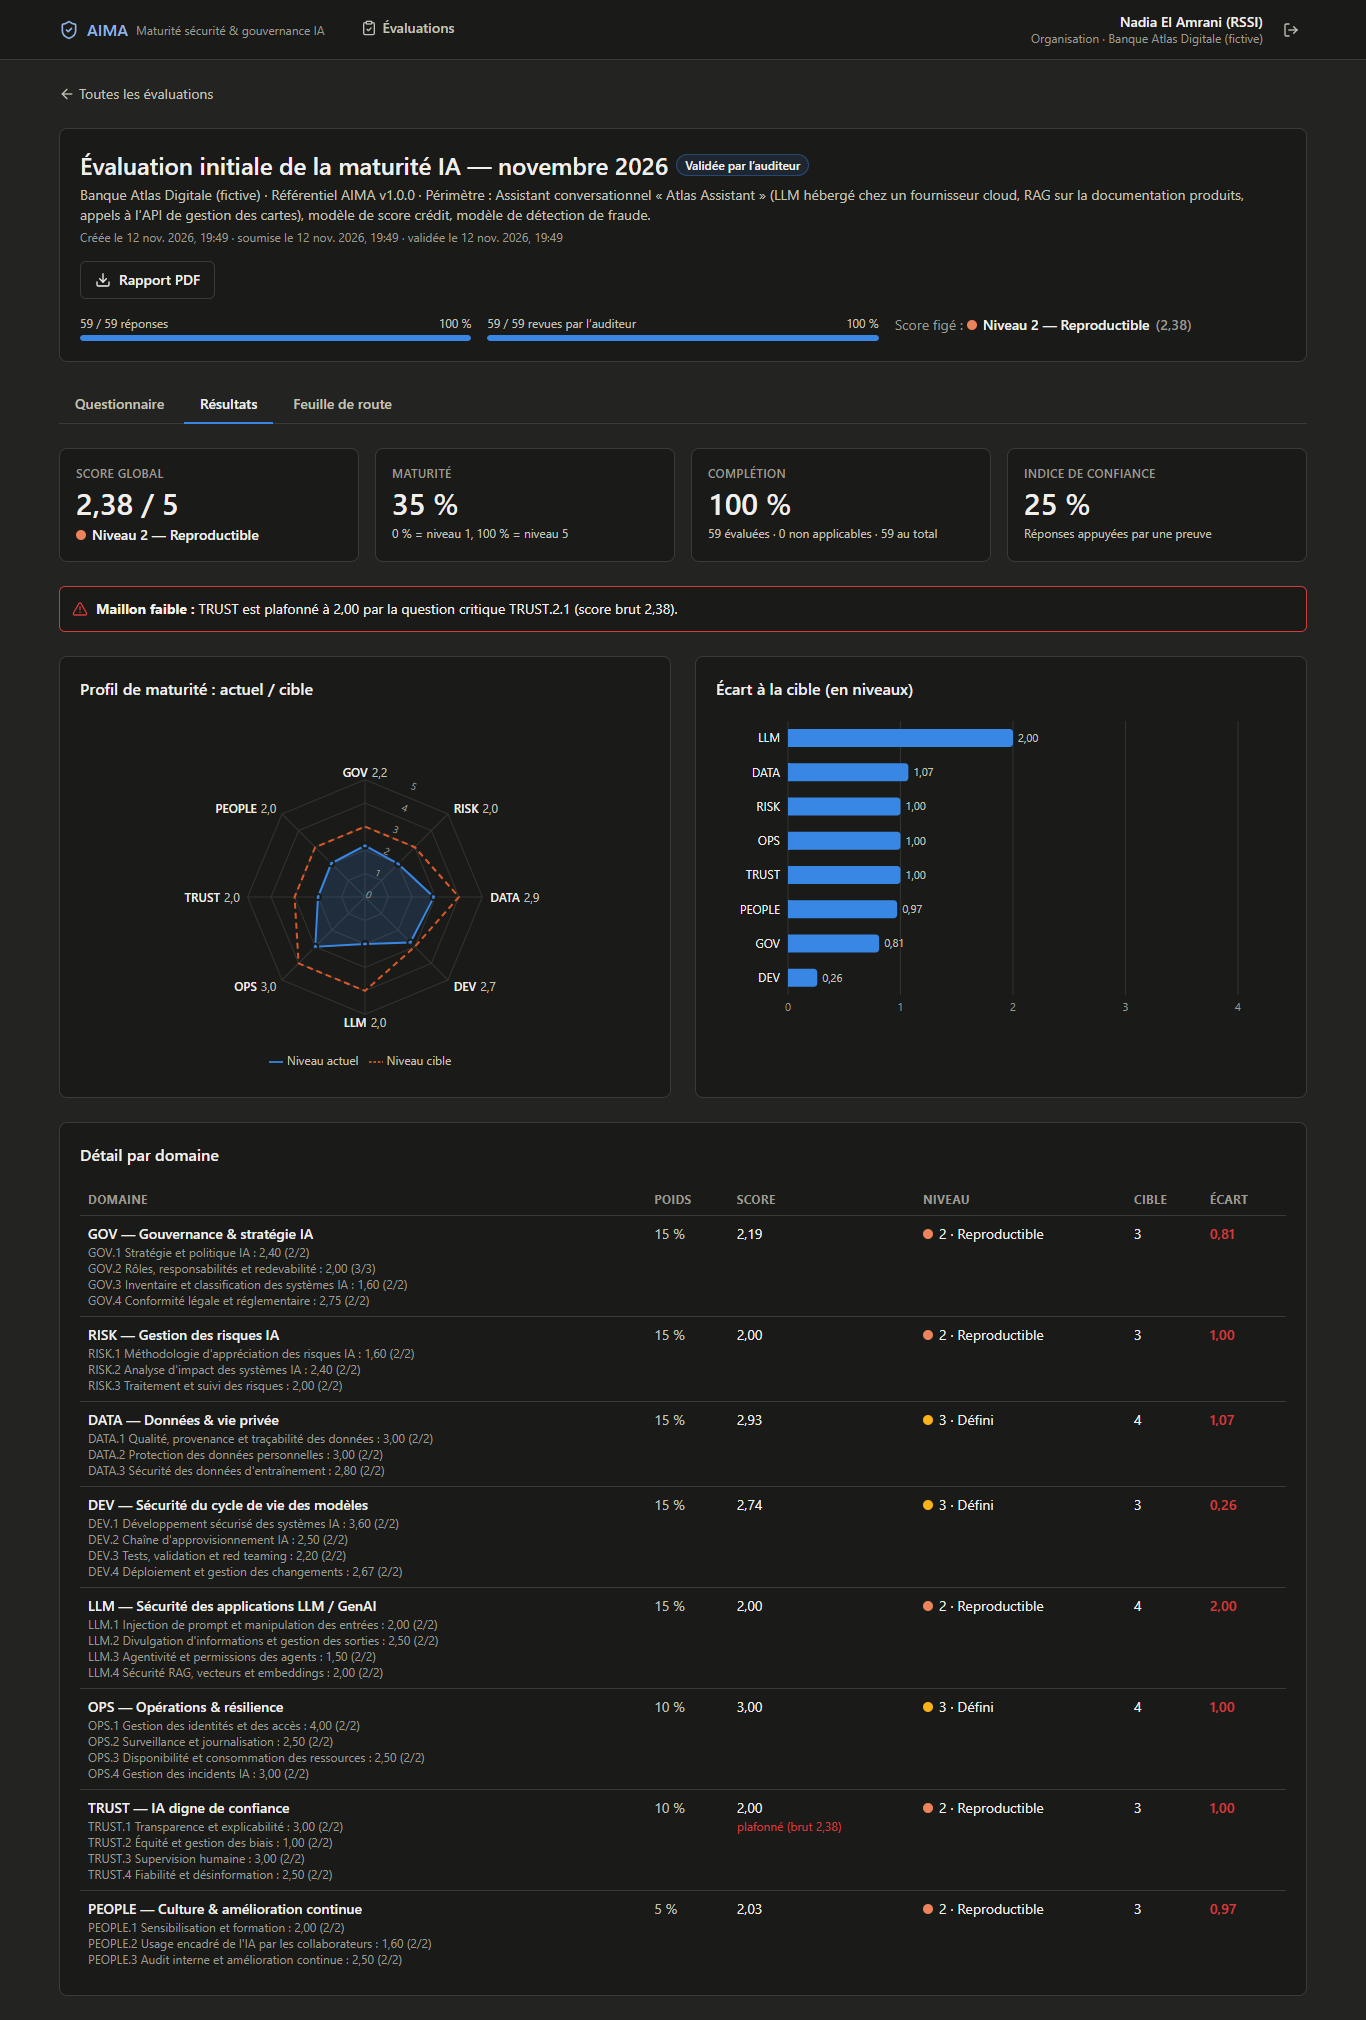 AIMA Maturité sécurité & gouvernance IA
Évaluations
Nadia El Amrani (RSSI)
Organisation · Banque Atlas Digitale (fictive)
← Toutes les évaluations
Évaluation initiale de la maturité IA — novembre 2026
Validée par l'auditeur
Banque Atlas Digitale (fictive) · Référentiel AIMA v1.0.0 · Périmètre : Assistant conversationnel « Atlas Assistant » (LLM hébergé chez un fournisseur cloud, RAG sur la documentation produits,
appels à l'API de gestion des cartes), modèle de score crédit, modèle de détection de fraude.
Créée le 12 nov. 2026, 19:49 · soumise le 12 nov. 2026, 19:49 · validée le 12 nov. 2026, 19:49
Rapport PDF
59 / 59 réponses 100 %
59 / 59 revues par l'auditeur 100 %
Score figé : Niveau 2 — Reproductible (2,38)
Questionnaire
Résultats
Feuille de route
SCORE GLOBAL
2,38 / 5
Niveau 2 — Reproductible
MATURITÉ
35 %
0 % = niveau 1, 100 % = niveau 5
COMPLÉTION
100 %
59 évaluées · 0 non applicables · 59 au total
INDICE DE CONFIANCE
25 %
Réponses appuyées par une preuve
Maillon faible : TRUST est plafonné à 2,00 par la question critique TRUST.2.1 (score brut 2,38).
Profil de maturité : actuel / cible
GOV 2,2
RISK 2,0
DATA 2,9
DEV 2,7
LLM 2,0
OPS 3,0
TRUST 2,0
PEOPLE 2,0
5
4
3
2
1
0
Niveau actuel
Niveau cible
Écart à la cible (en niveaux)
LLM 2,00
DATA 1,07
RISK 1,00
OPS 1,00
TRUST 1,00
PEOPLE 0,97
GOV 0,81
DEV 0,26
0 1 2 3 4
Détail par domaine
DOMAINE POIDS SCORE NIVEAU CIBLE ÉCART
GOV — Gouvernance & stratégie IA 15 % 2,19 2 · Reproductible 3 0,81
GOV.1 Stratégie et politique IA : 2,40 (2/2)
GOV.2 Rôles, responsabilités et redevabilité : 2,00 (3/3)
GOV.3 Inventaire et classification des systèmes IA : 1,60 (2/2)
GOV.4 Conformité légale et réglementaire : 2,75 (2/2)
RISK — Gestion des risques IA 15 % 2,00 2 · Reproductible 3 1,00
RISK.1 Méthodologie d'appréciation des risques IA : 1,60 (2/2)
RISK.2 Analyse d'impact des systèmes IA : 2,40 (2/2)
RISK.3 Traitement et suivi des risques : 2,00 (2/2)
DATA — Données & vie privée 15 % 2,93 3 · Défini 4 1,07
DATA.1 Qualité, provenance et traçabilité des données : 3,00 (2/2)
DATA.2 Protection des données personnelles : 3,00 (2/2)
DATA.3 Sécurité des données d'entraînement : 2,80 (2/2)
DEV — Sécurité du cycle de vie des modèles 15 % 2,74 3 · Défini 3 0,26
DEV.1 Développement sécurisé des systèmes IA : 3,60 (2/2)
DEV.2 Chaîne d'approvisionnement IA : 2,50 (2/2)
DEV.3 Tests, validation et red teaming : 2,20 (2/2)
DEV.4 Déploiement et gestion des changements : 2,67 (2/2)
LLM — Sécurité des applications LLM / GenAI 15 % 2,00 2 · Reproductible 4 2,00
LLM.1 Injection de prompt et manipulation des entrées : 2,00 (2/2)
LLM.2 Divulgation d'informations et gestion des sorties : 2,50 (2/2)
LLM.3 Agentivité et permissions des agents : 1,50 (2/2)
LLM.4 Sécurité RAG, vecteurs et embeddings : 2,00 (2/2)
OPS — Opérations & résilience 10 % 3,00 3 · Défini 4 1,00
OPS.1 Gestion des identités et des accès : 4,00 (2/2)
OPS.2 Surveillance et journalisation : 2,50 (2/2)
OPS.3 Disponibilité et consommation des ressources : 2,50 (2/2)
OPS.4 Gestion des incidents IA : 3,00 (2/2)
TRUST — IA digne de confiance 10 % 2,00 2 · Reproductible 3 1,00
TRUST.1 Transparence et explicabilité : 3,00 (2/2) plafonné (brut 2,38)
TRUST.2 Équité et gestion des biais : 1,00 (2/2)
TRUST.3 Supervision humaine : 3,00 (2/2)
TRUST.4 Fiabilité et désinformation : 2,50 (2/2)
PEOPLE — Culture & amélioration continue 5 % 2,03 2 · Reproductible 3 0,97
PEOPLE.1 Sensibilisation et formation : 2,00 (2/2)
PEOPLE.2 Usage encadré de l'IA par les collaborateurs : 1,60 (2/2)
PEOPLE.3 Audit interne et amélioration continue : 2,50 (2/2)